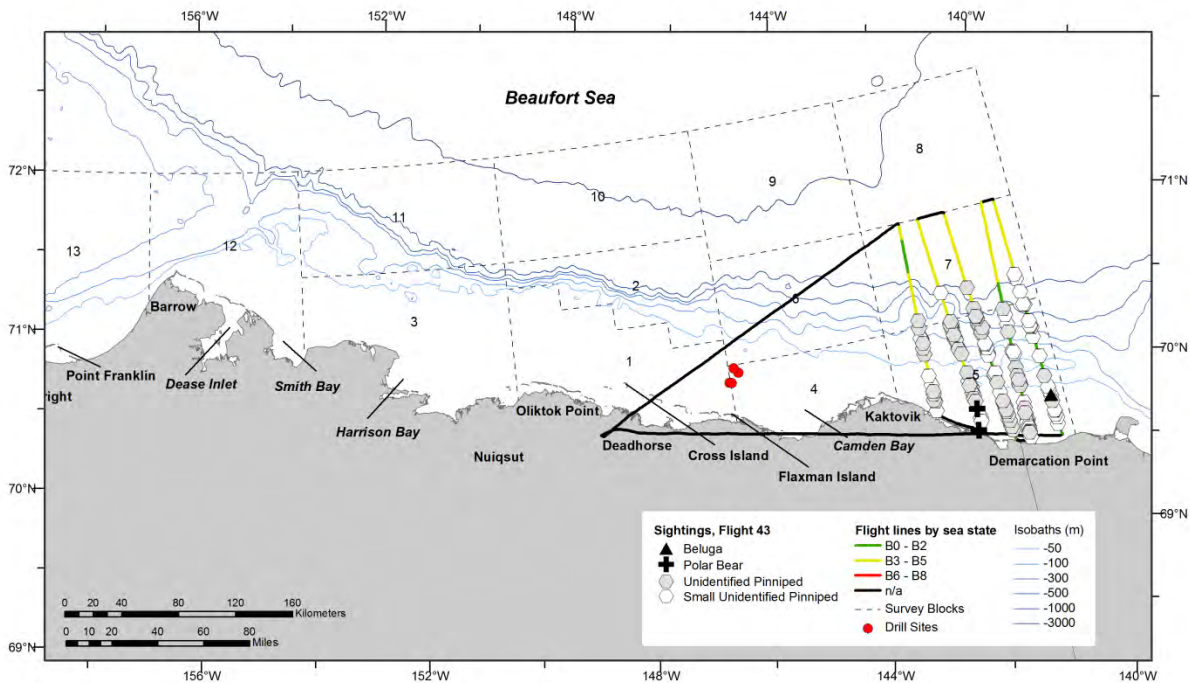 156°W 152°W 148°W 144°W 140°W
Beaufort Sea
8
9
72°N
71°N
10
11
13
12
7
Barrow
2
6
71°N
3
70°N
1
Point Franklin
5
Dease Inlet
Smith Bay
4
right
Oliktok Point
Kaktovik
Harrison Bay
Deadhorse
Camden Bay
Nuiqsut
Cross Island
Demarcation Point
Flaxman Island
70°N
69°N
Sightings, Flight 43
Beluga
Polar Bear
Unidentified Pinniped
Small Unidentified Pinniped
Flight lines by sea state
B0 - B2
B3 - B5
B6 - B8
n/a
Survey Blocks
Drill Sites
Isobaths (m)
-50
-100
-300
-500
-1000
-3000
0 20 40 80 120 160
Kilometers
0 10 20 40 60 80
Miles
69°N
156°W 152°W 148°W 144°W 142°W 140°W